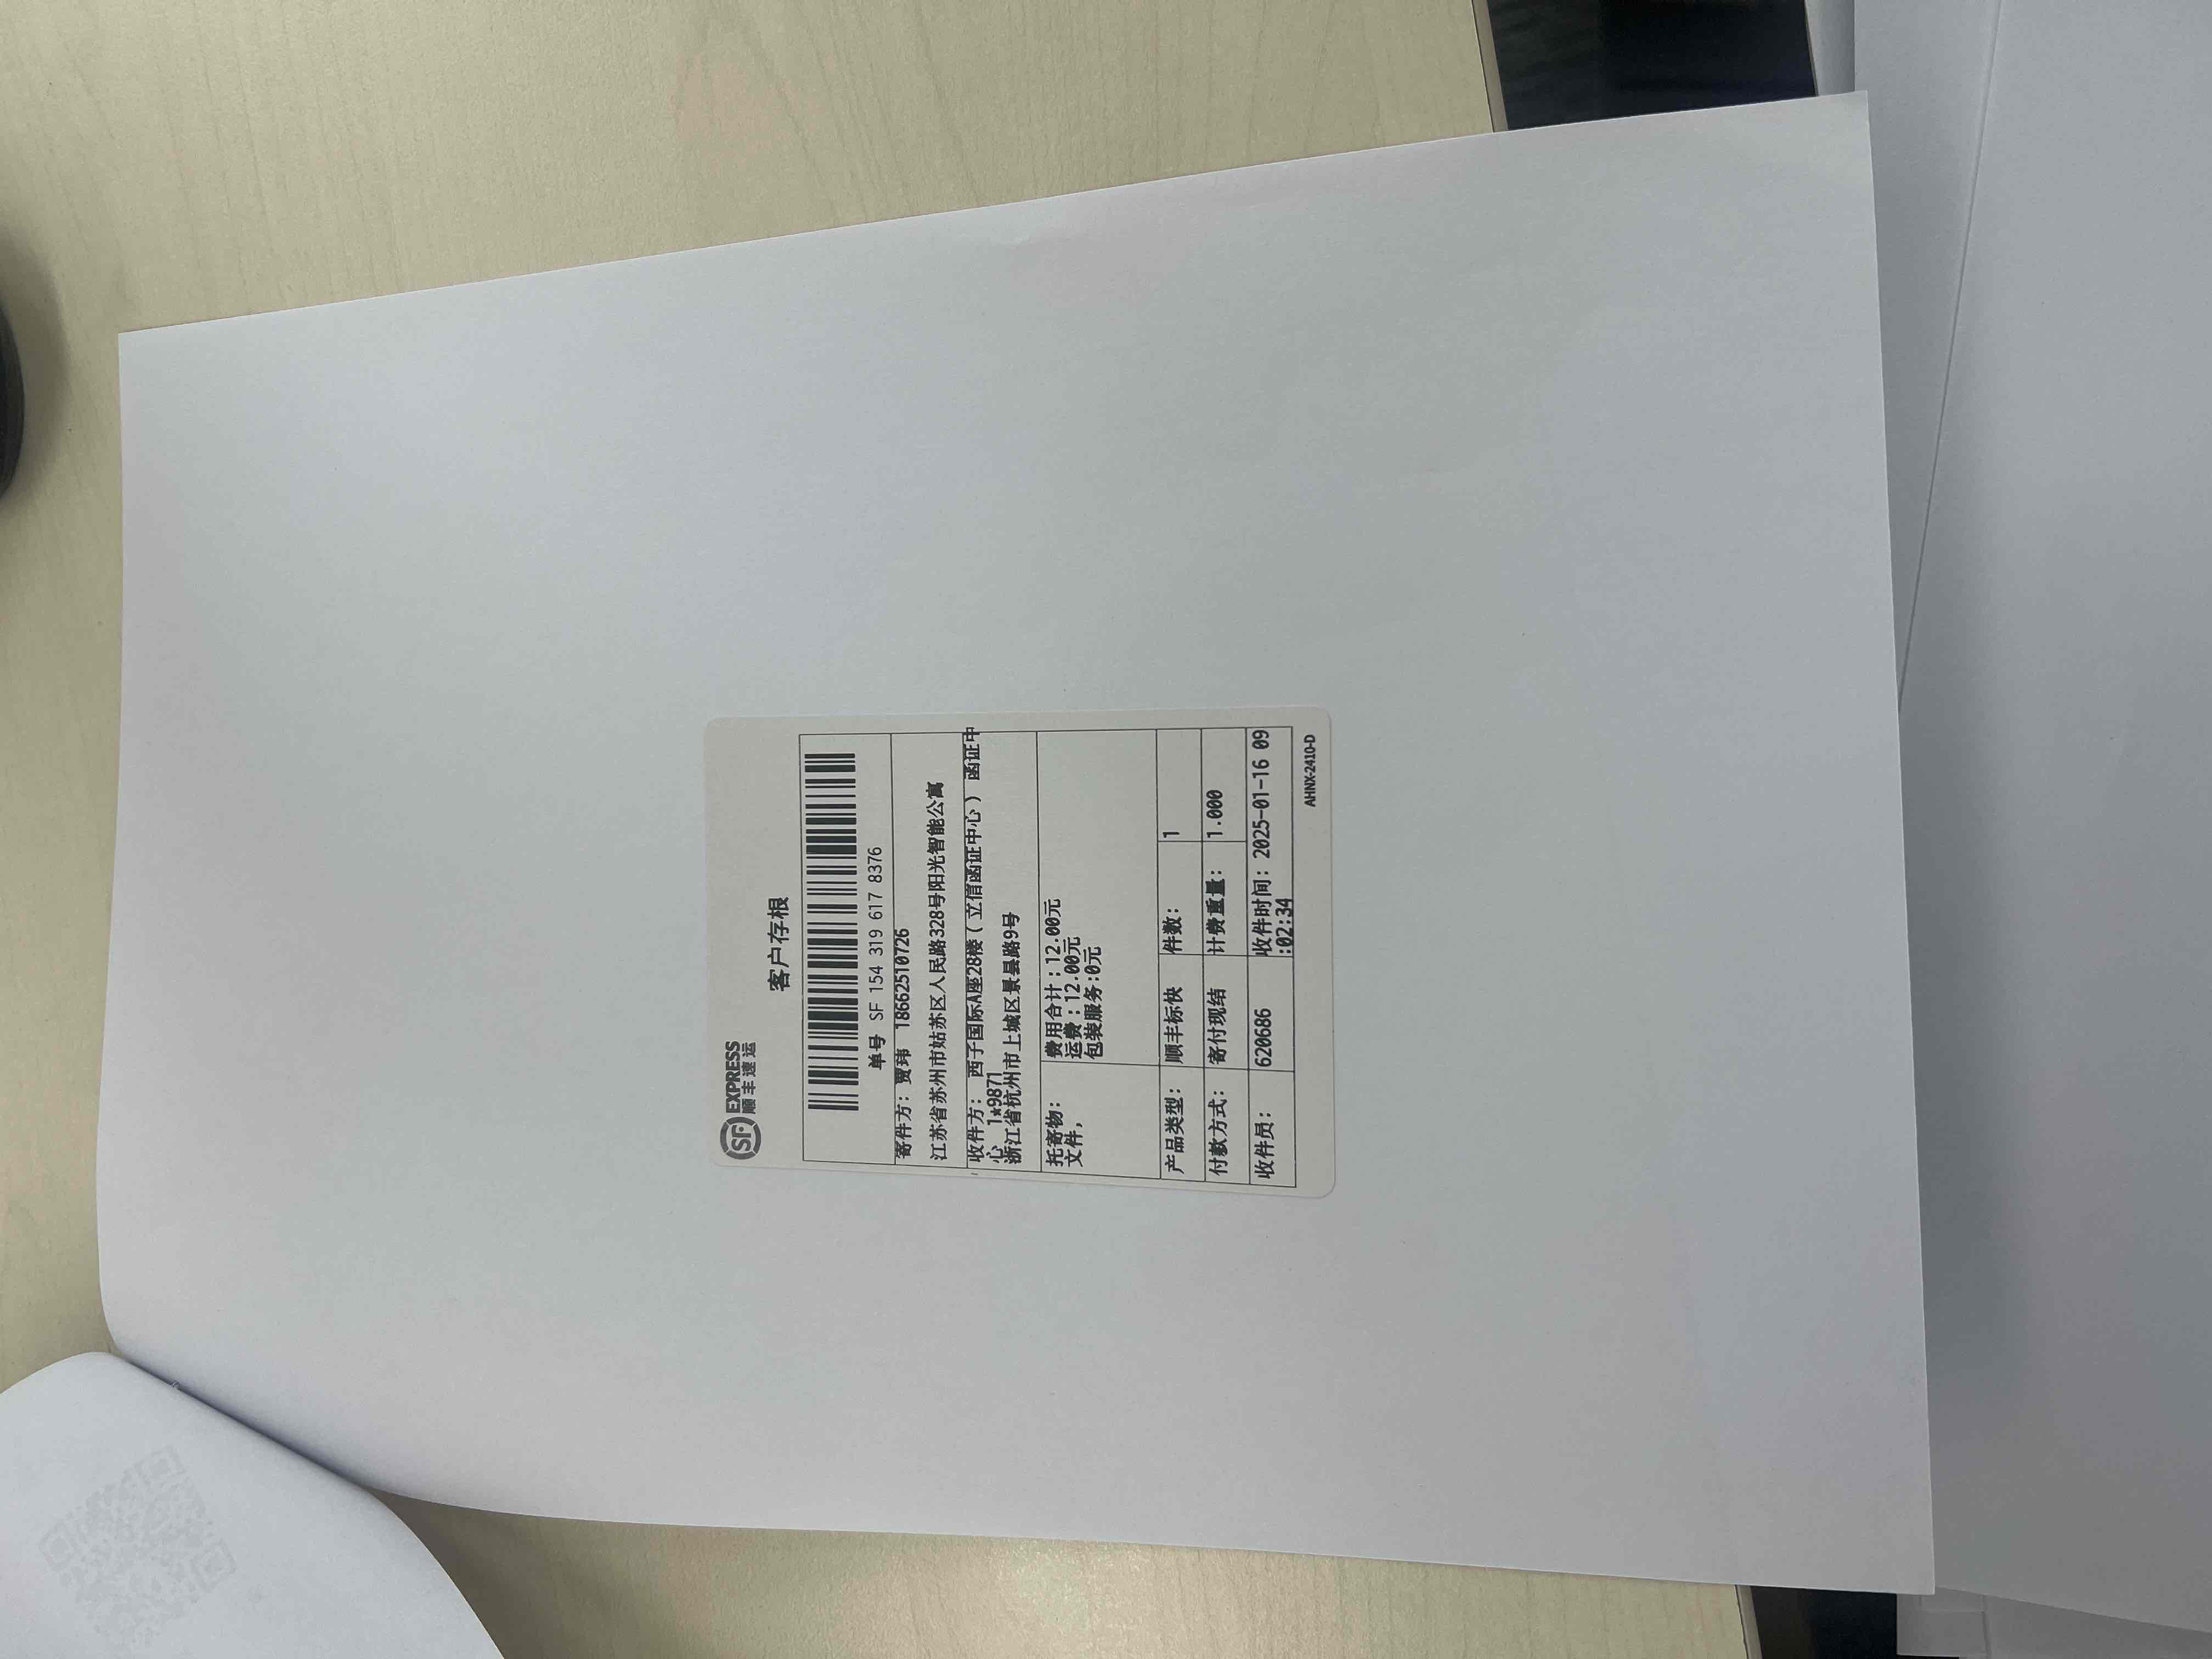 SF EXPRESS
顺丰速运
客户存根
单号 SF 154 319 617 8376
寄件方：贾玮 18662510726
江苏省苏州市姑苏区人民路328号阳光智能公寓
收件方： 西子国际A座28楼（立信函证中心） 函证中
心 1*9871
浙江省杭州市上城区景昙路9号
托寄物： 费用合计：12.00元
文件， 运费：12.00元
包装服务:0元
产品类型： 顺丰标快 件数： 1
付款方式： 寄付现结 计费重量： 1.000
收件员： 620686 收件时间：2025-01-16 09
:02:34
AHNX-2410-D